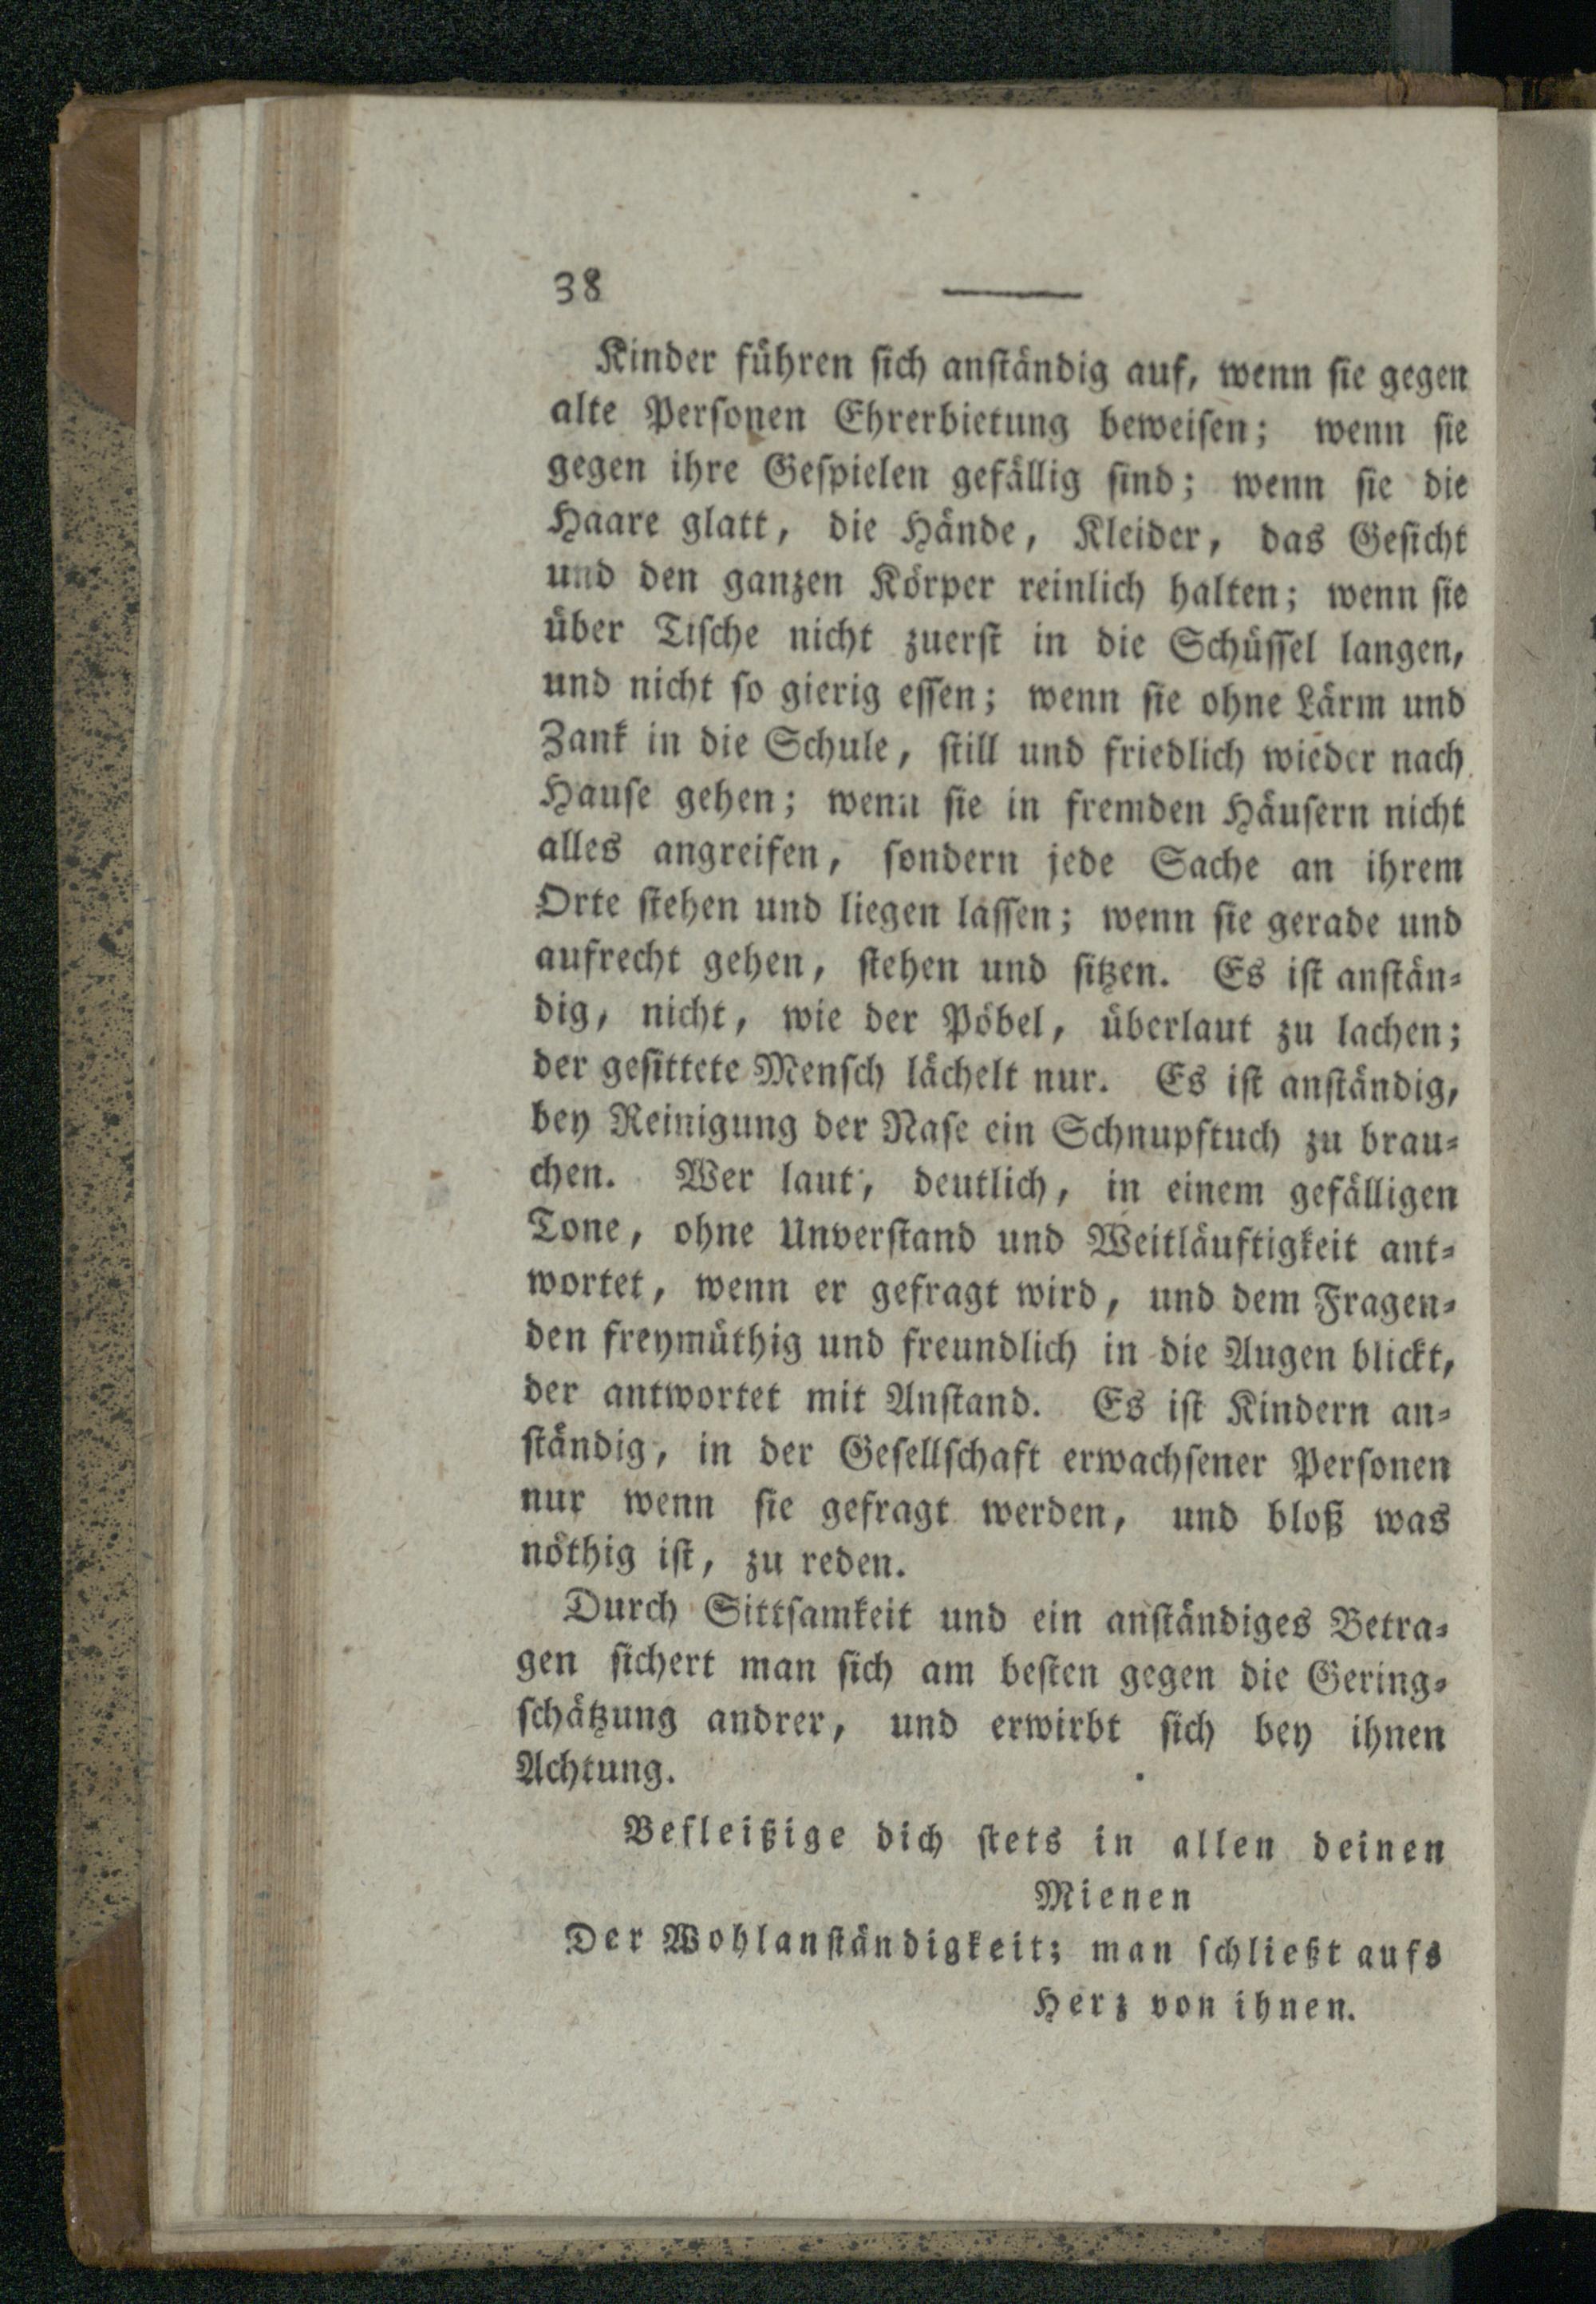 38
Kinder führen sich anständig auf, wenn sie gegen
alte Personen Ehrerbietung beweisen; wenn sie
gegen ihre Gespielen gefällig sind; wenn sie die
Haare glatt, die Hände, Kleider, das Gesicht
und den ganzen Körper reinlich halten; wenn sie
über Tische nicht zuerst in die Schüssel langen,
und nicht so gierig essen; wenn sie ohne Lärm und
Zank in die Schule, still und friedlich wieder nach
Hause gehen; wenn sie in fremden Häusern nicht
alles angreifen, sondern jede Sache an ihrem
Orte stehen und liegen lassen; wenn sie gerade und
aufrecht gehen, stehen und sitzen. Es ist anstän-
dig, nicht, wie der Pöbel, überlaut zu lachen;
der gesittete Mensch lächelt nur. Es ist anständig,
bey Reinigung der Nase ein Schnupftuch zu brau-
chen. Wer laut, deutlich, in einem gefälligen
Tone, ohne Unverstand und Weitläuftigkeit ant-
wortet, wenn er gefragt wird, und dem Fragen-
den freymüthig und freundlich in die Augen blickt,
der antwortet mit Anstand. Es ist Kindern an-
ständig, in der Gesellschaft erwachsener Personen
nur wenn sie gefragt werden, und bloß was
nöthig ist, zu reden.
Durch Sittsamkeit und ein anständiges Betra-
gen sichert man sich am besten gegen die Gering-
schätzung andrer, und erwirbt sich bey ihnen
Achtung.
Befleißige dich stets in allen deinen
Mienen
Der Wohlanständigkeit; man schließt aufs
Herz von ihnen.